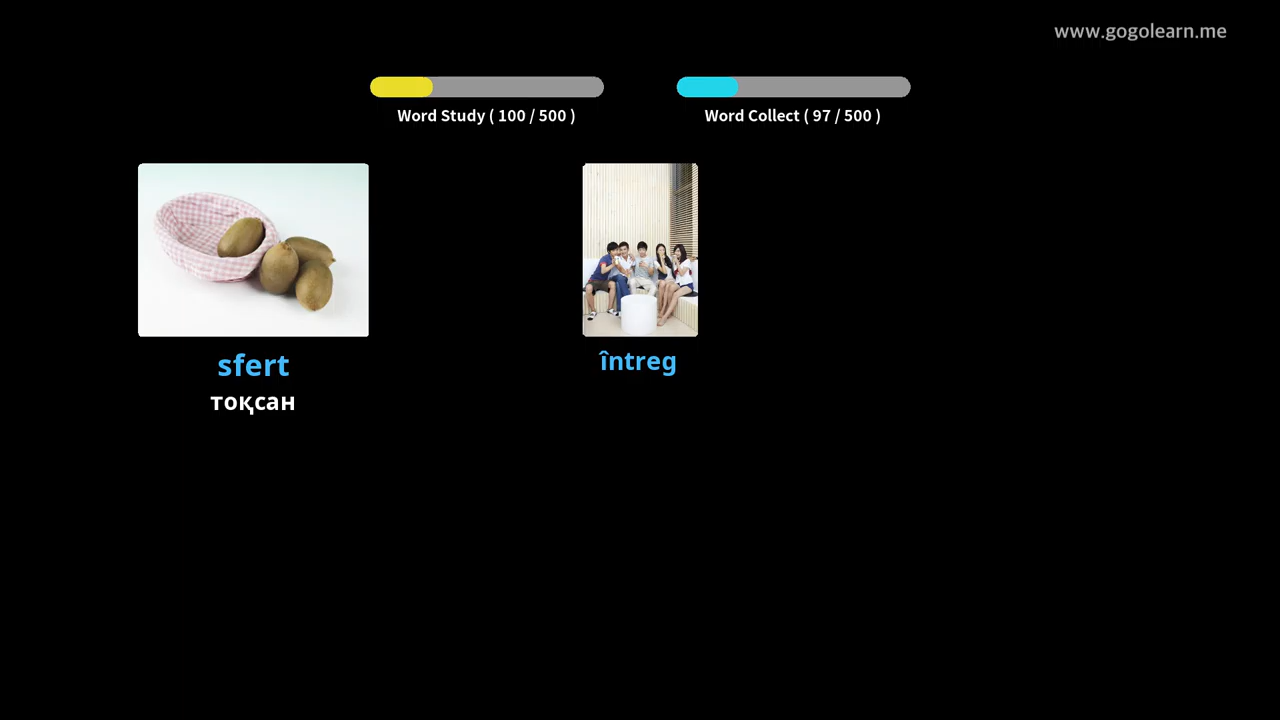 www.gogolearn.me
Word Study ( 100 / 500 )
Word Collect ( 97 / 500 )
sfert
тоқсан
întreg